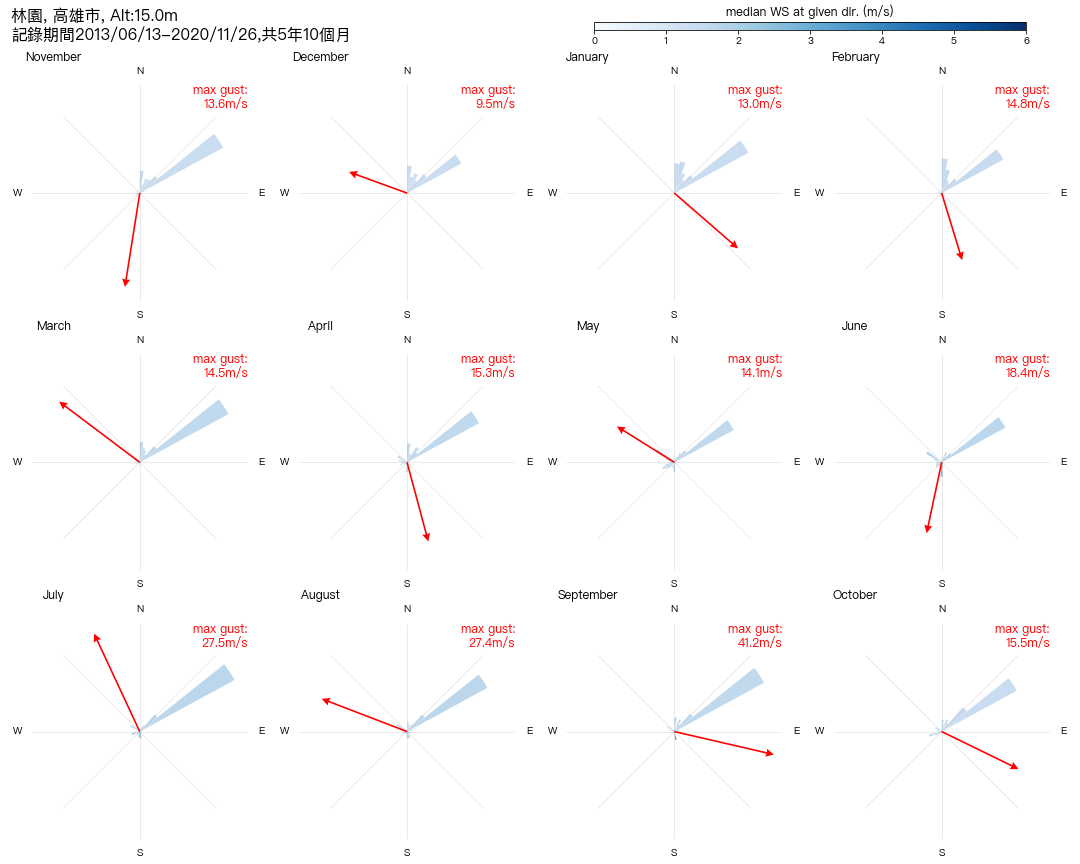 林園, 高雄市, Alt:15.0m
記錄期間2013/06/13–2020/11/26,共5年10個月
median WS at given dir. (m/s)
0 1 2 3 4 5 6
November December January February
N N N N
max gust: max gust: max gust: max gust:
13.6m/s 9.5m/s 13.0m/s 14.8m/s
W E W E W E W E
S S S S
March April May June
N N N N
max gust: max gust: max gust: max gust:
14.5m/s 15.3m/s 14.1m/s 18.4m/s
W E W E W E W E
S S S S
July August September October
N N N N
max gust: max gust: max gust: max gust:
27.5m/s 27.4m/s 41.2m/s 15.5m/s
W E W E W E W E
S S S S